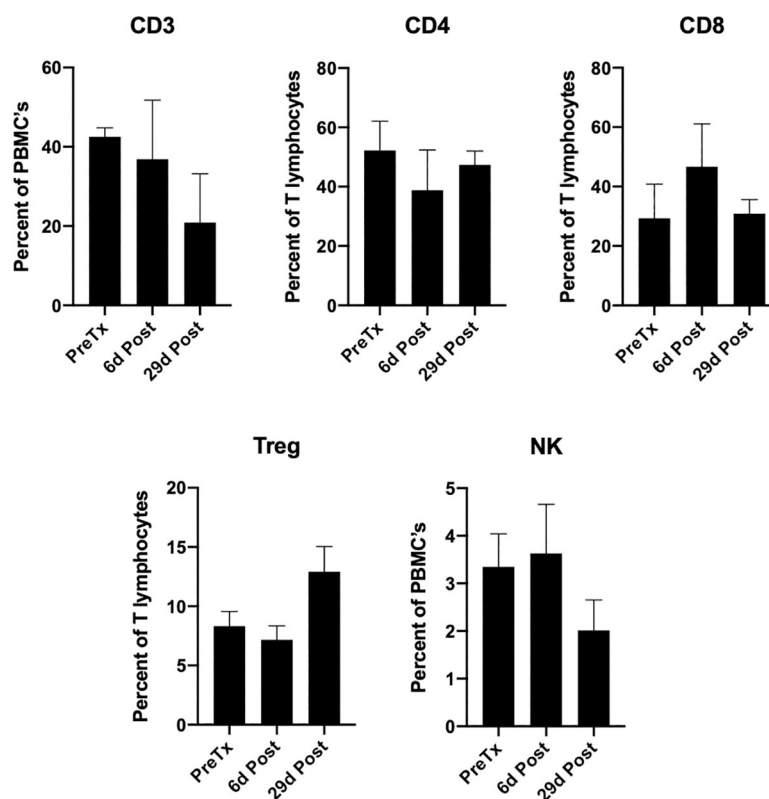 CD3
Percent of PBMC's
60
40
20
0
PreTx
6d Post
29d Post
CD4
Percent of T lymphocytes
80
60
40
20
0
PreTx
6d Post
29d Post
CD8
Percent of T lymphocytes
80
60
40
20
0
PreTx
6d Post
29d Post
Treg
Percent of T lymphocytes
20
15
10
5
0
PreTx
6d Post
29d Post
NK
Percent of PBMC's
5
4
3
2
1
0
PreTx
6d Post
29d Post